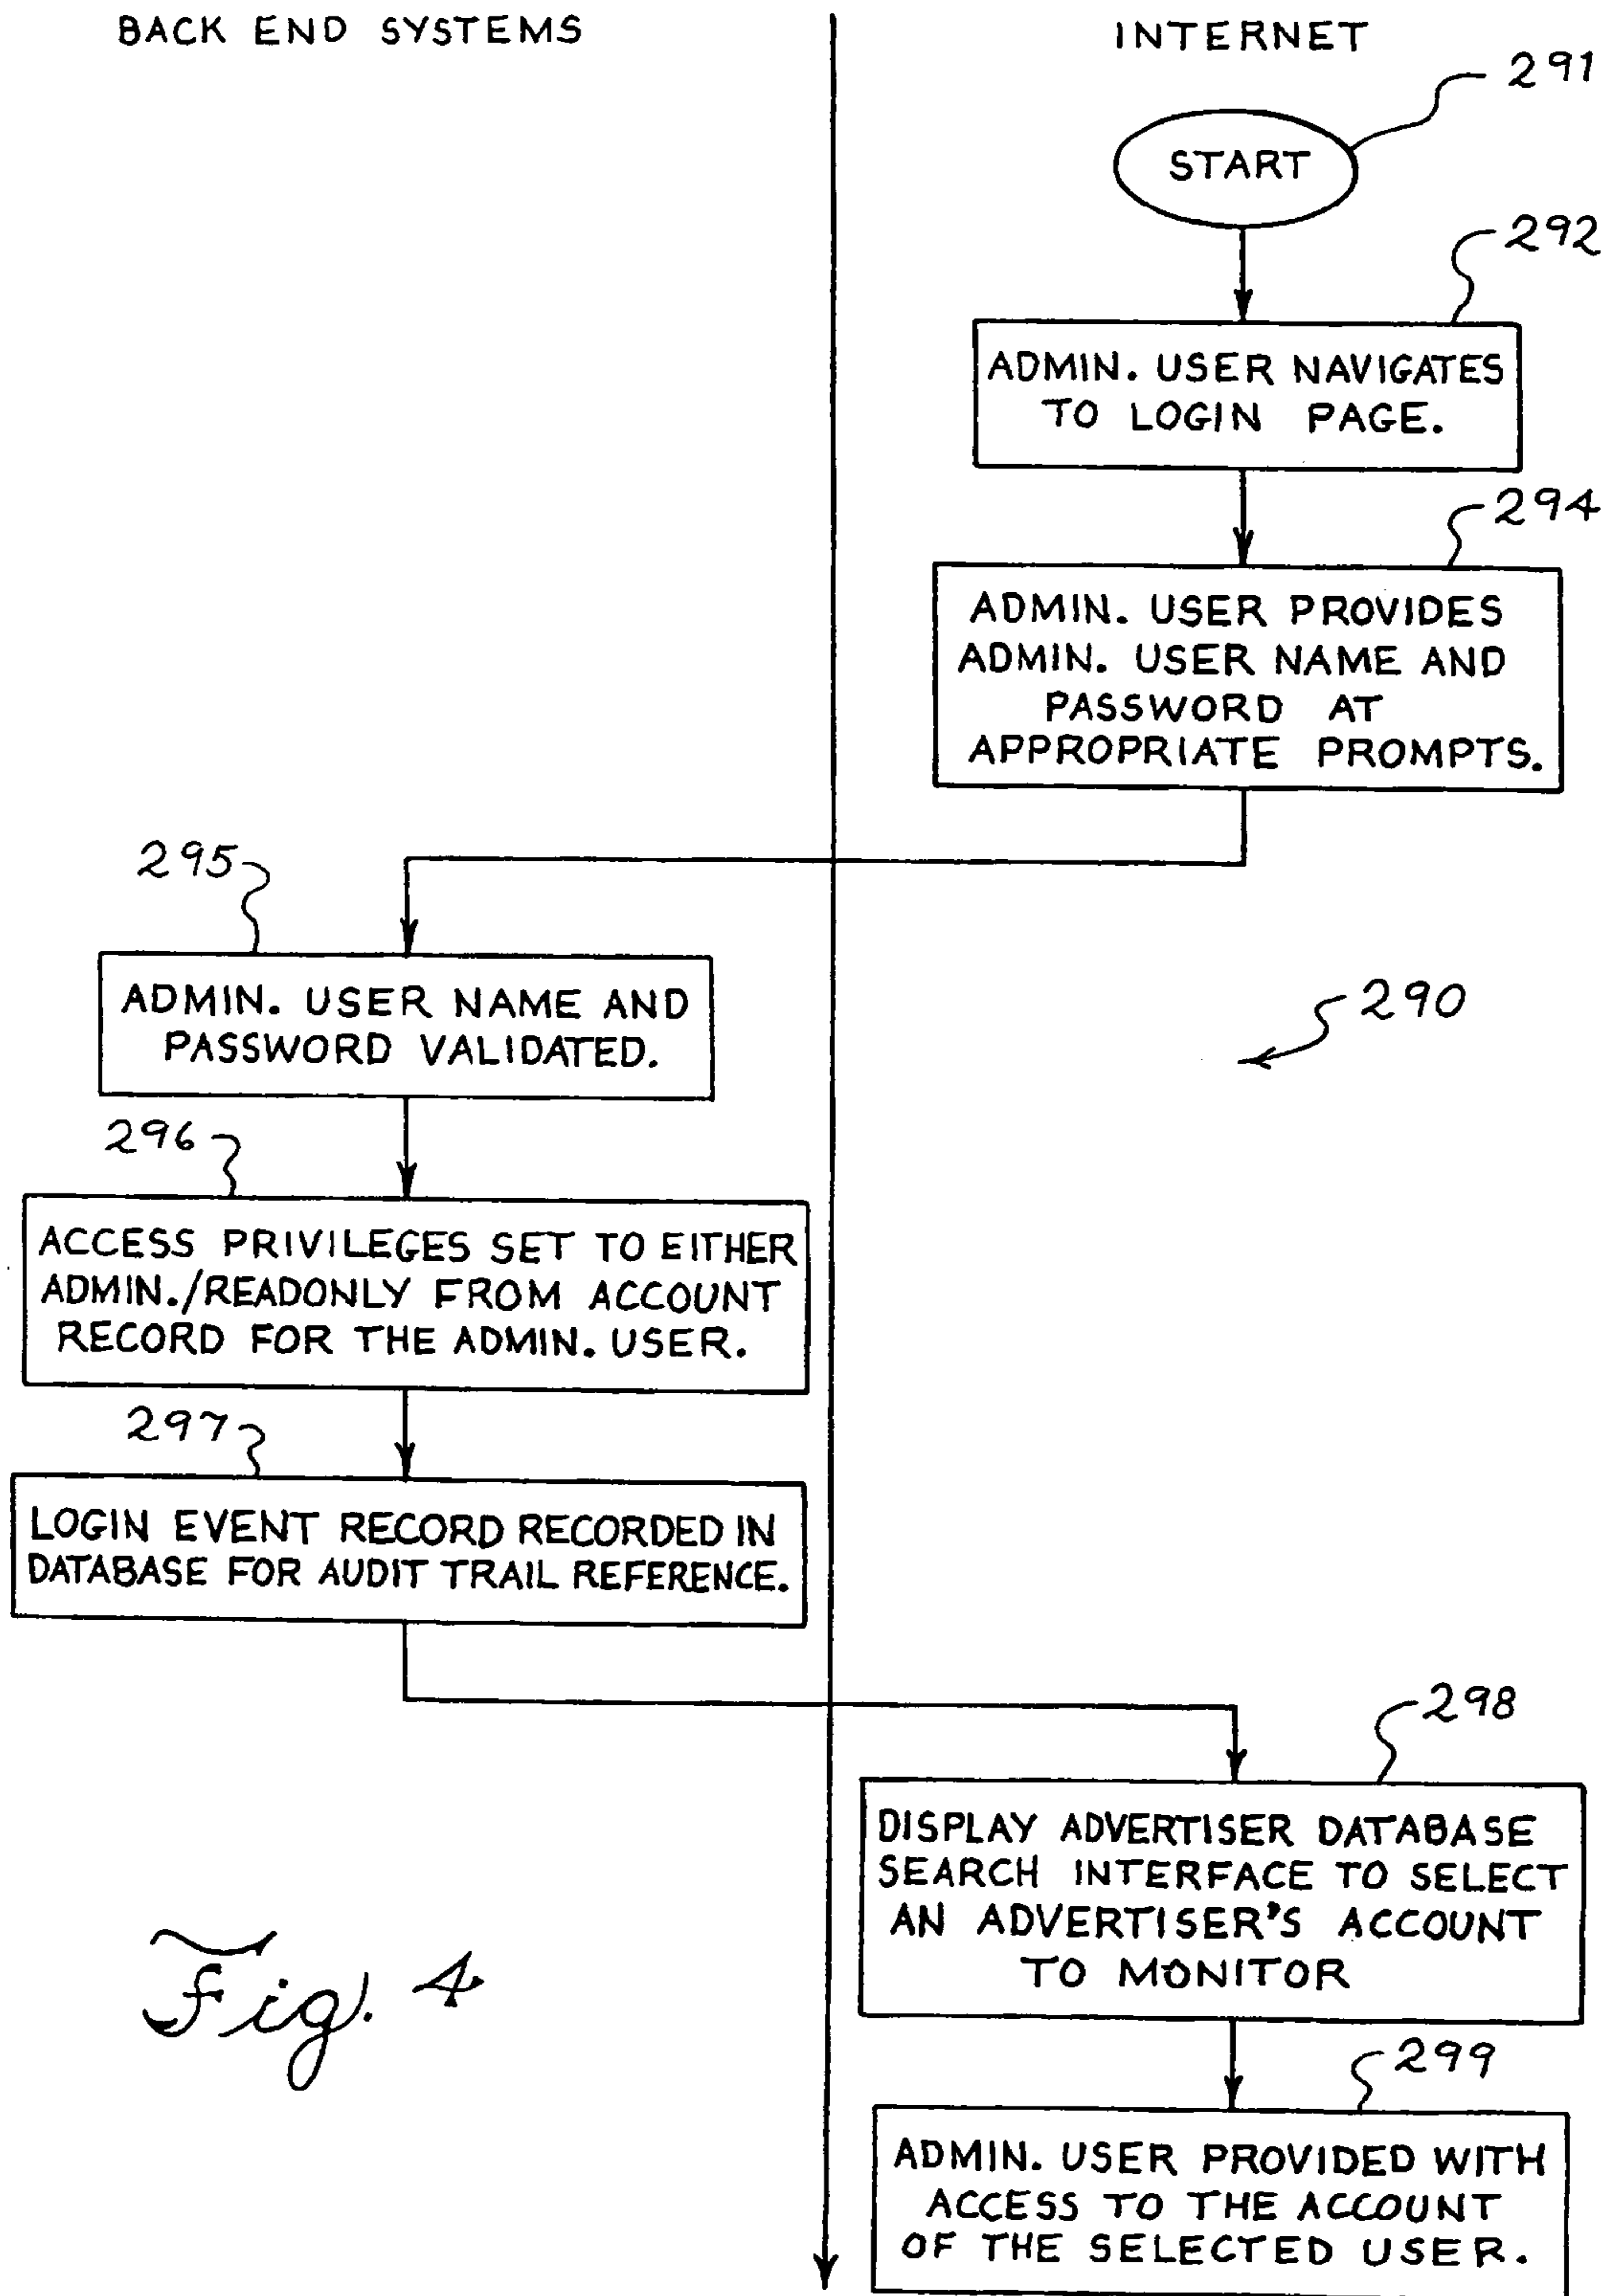 BACK END SYSTEMS
INTERNET
291
START
292
ADMIN. USER NAVIGATES
TO LOGIN PAGE.
294
ADMIN. USER PROVIDES
ADMIN. USER NAME AND
PASSWORD AT
APPROPRIATE PROMPTS.
295
ADMIN. USER NAME AND
PASSWORD VALIDATED.
290
296
ACCESS PRIVILEGES SET TO EITHER
ADMIN./READONLY FROM ACCOUNT
RECORD FOR THE ADMIN. USER.
297
LOGIN EVENT RECORD RECORDED IN
DATABASE FOR AUDIT TRAIL REFERENCE.
298
DISPLAY ADVERTISER DATABASE
SEARCH INTERFACE TO SELECT
AN ADVERTISER'S ACCOUNT
TO MONITOR
Fig. 4
299
ADMIN. USER PROVIDED WITH
ACCESS TO THE ACCOUNT
OF THE SELECTED USER.